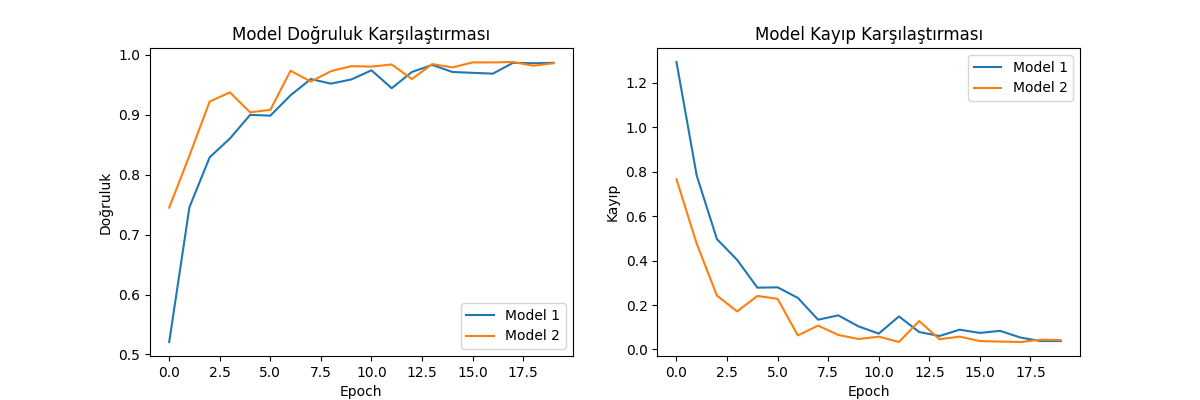 Model Doğruluk Karşılaştırması
1.0
0.9
0.8
0.7
0.6
0.5
Doğruluk
0.0 2.5 5.0 7.5 10.0 12.5 15.0 17.5
Epoch
Model 1
Model 2
Model Kayıp Karşılaştırması
1.2
1.0
0.8
0.6
0.4
0.2
0.0
Kayıp
0.0 2.5 5.0 7.5 10.0 12.5 15.0 17.5
Epoch
Model 1
Model 2